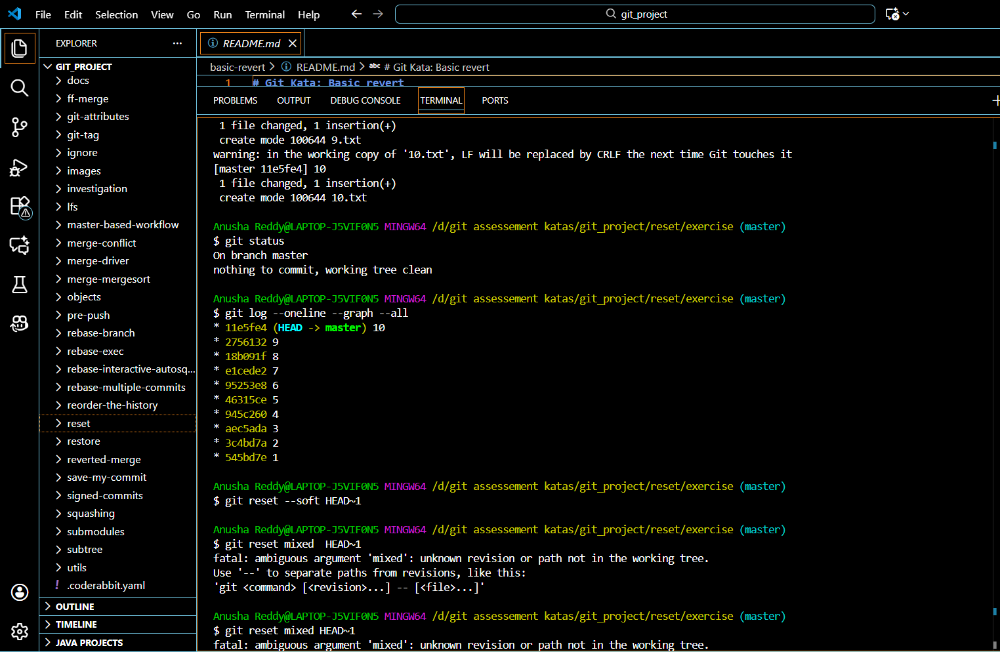 File Edit Selection View Go Run Terminal Help
git_project
EXPLORER
GIT_PROJECT
docs
ff-merge
git-attributes
git-tag
ignore
images
investigation
lfs
master-based-workflow
merge-conflict
merge-driver
merge-mergesort
objects
pre-push
rebase-branch
rebase-exec
rebase-interactive-autosq...
rebase-multiple-commits
reorder-the-history
reset
restore
reverted-merge
save-my-commit
signed-commits
squashing
submodules
subtree
utils
! .coderabbit.yaml
OUTLINE
TIMELINE
JAVA PROJECTS
README.md
basic-revert > README.md > abc # Git Kata: Basic revert
1 # Git Kata: Basic revert
PROBLEMS OUTPUT DEBUG CONSOLE TERMINAL PORTS
1 file changed, 1 insertion(+)
create mode 100644 9.txt
warning: in the working copy of '10.txt', LF will be replaced by CRLF the next time Git touches it
[master 11e5fe4] 10
1 file changed, 1 insertion(+)
create mode 100644 10.txt
Anusha Reddy@LAPTOP-J5VIF0N5 MINGW64 /d/git assessement katas/git_project/reset/exercise (master)
$ git status
On branch master
nothing to commit, working tree clean
Anusha Reddy@LAPTOP-J5VIF0N5 MINGW64 /d/git assessement katas/git_project/reset/exercise (master)
$ git log --oneline --graph --all
* 11e5fe4 (HEAD -> master) 10
* 2756132 9
* 18b091f 8
* e1cede2 7
* 95253e8 6
* 46315ce 5
* 945c260 4
* aec5ada 3
* 3c4bd7a 2
* 545bd7e 1
Anusha Reddy@LAPTOP-J5VIF0N5 MINGW64 /d/git assessement katas/git_project/reset/exercise (master)
$ git reset --soft HEAD~1
Anusha Reddy@LAPTOP-J5VIF0N5 MINGW64 /d/git assessement katas/git_project/reset/exercise (master)
$ git reset mixed  HEAD~1
fatal: ambiguous argument 'mixed': unknown revision or path not in the working tree.
Use '--' to separate paths from revisions, like this:
'git <command> [<revision>...] -- [<file>...]'
Anusha Reddy@LAPTOP-J5VIF0N5 MINGW64 /d/git assessement katas/git_project/reset/exercise (master)
$ git reset mixed HEAD~1
fatal: ambiguous argument 'mixed': unknown revision or path not in the working tree.